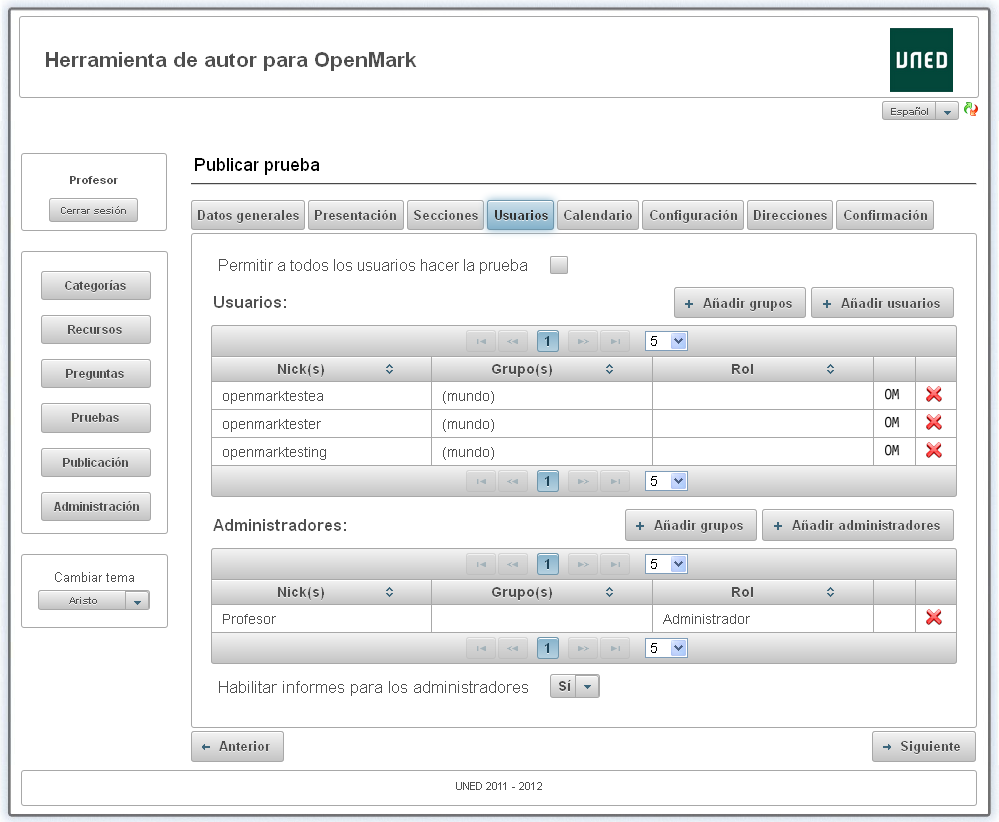 Herramienta de autor para OpenMark
UNED
Español
Profesor
Cerrar sesión
Categorías
Recursos
Preguntas
Pruebas
Publicación
Administración
Cambiar tema
Aristo
Publicar prueba
Datos generales Presentación Secciones Usuarios Calendario Configuración Direcciones Confirmación
Permitir a todos los usuarios hacer la prueba
Usuarios: + Añadir grupos + Añadir usuarios
1 5
Nick(s) Grupo(s) Rol
openmarktestea (mundo) OM
openmarktester (mundo) OM
openmarktesting (mundo) OM
1 5
Administradores: + Añadir grupos + Añadir administradores
1 5
Nick(s) Grupo(s) Rol
Profesor Administrador
1 5
Habilitar informes para los administradores Sí
Anterior Siguiente
UNED 2011 - 2012